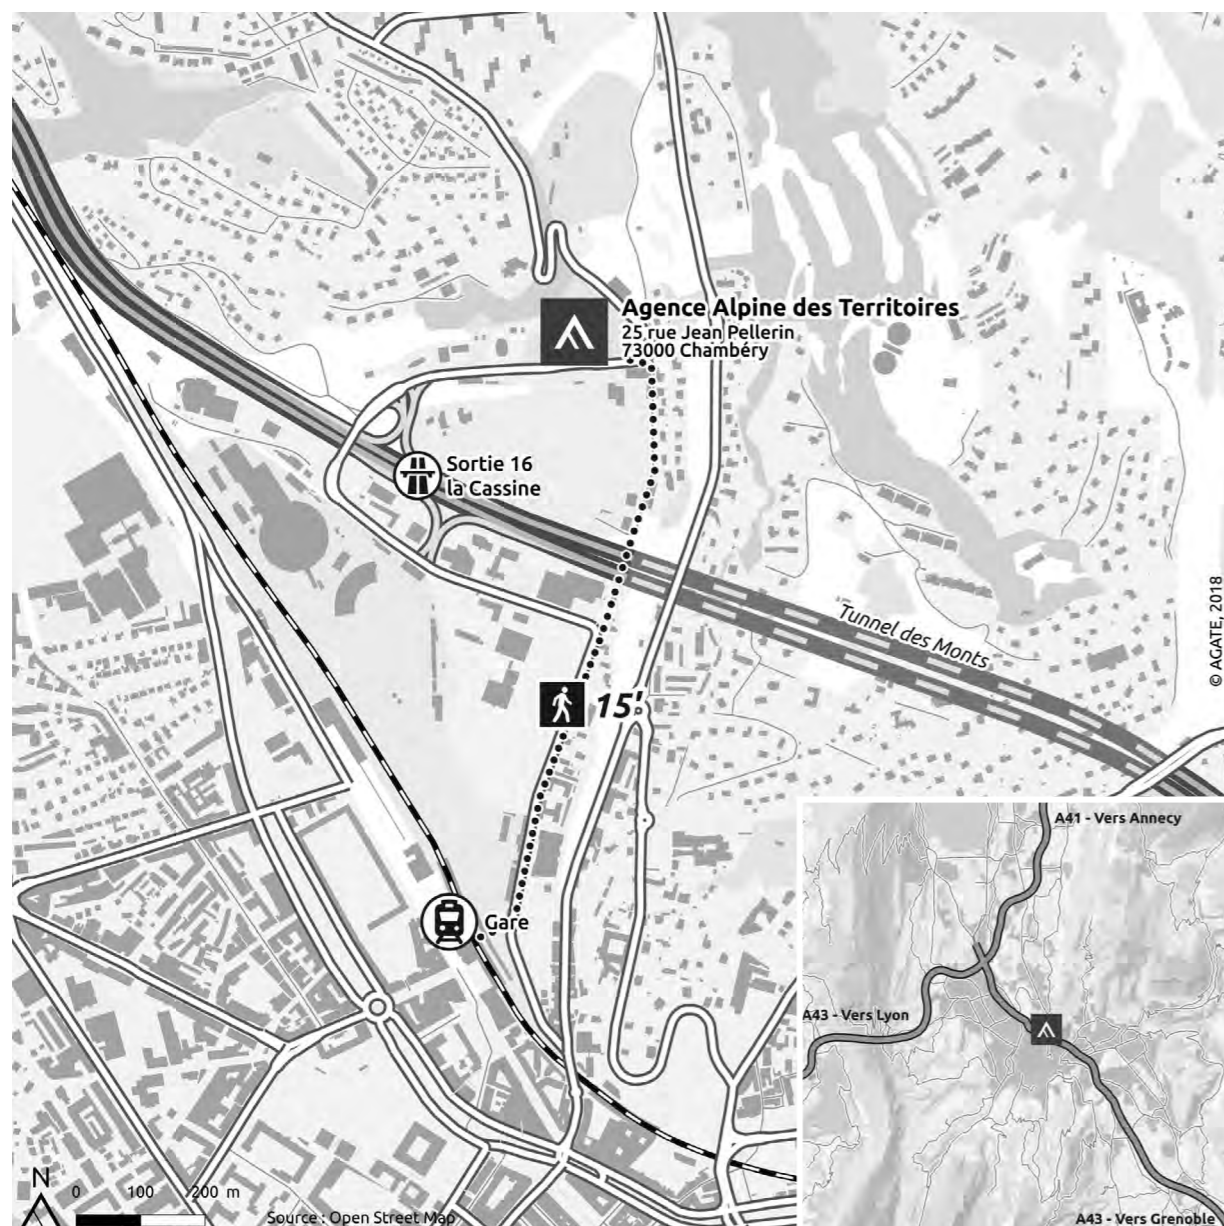 Agence Alpine des Territoires
25 rue Jean Pellerin
73000 Chambéry
Sortie 16
la Cassine
Tunnel des Monts
© AGATE, 2018
15'
Gare
A41 - Vers Annecy
A43 - Vers Lyon
A43 - Vers Grenoble
N
0 100 200 m
Source : Open Street Map